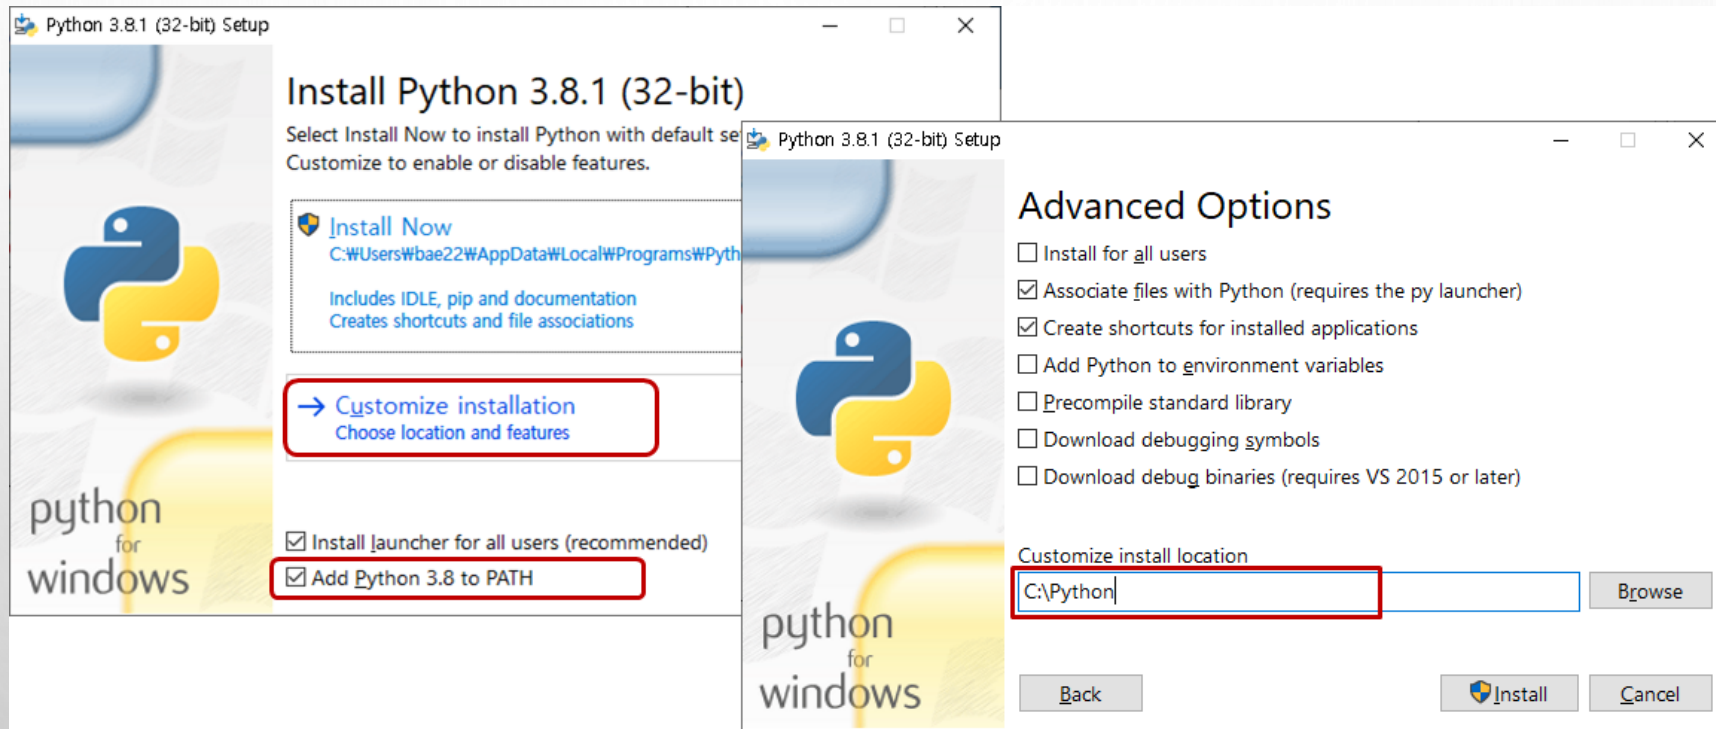 Python 3.8.1 (32-bit) Setup
Install Python 3.8.1 (32-bit)
Select Install Now to install Python with default se
Customize to enable or disable features.
Install Now
C:₩Users₩bae22₩AppData₩Local₩Programs₩Pyth
Includes IDLE, pip and documentation
Creates shortcuts and file associations
→ Customize installation
Choose location and features
Install launcher for all users (recommended)
Add Python 3.8 to PATH
python
for
windows
Python 3.8.1 (32-bit) Setup
Advanced Options
Install for all users
Associate files with Python (requires the py launcher)
Create shortcuts for installed applications
Add Python to environment variables
Precompile standard library
Download debugging symbols
Download debug binaries (requires VS 2015 or later)
Customize install location
C:\Python
Browse
python
for
windows
Back
Install
Cancel